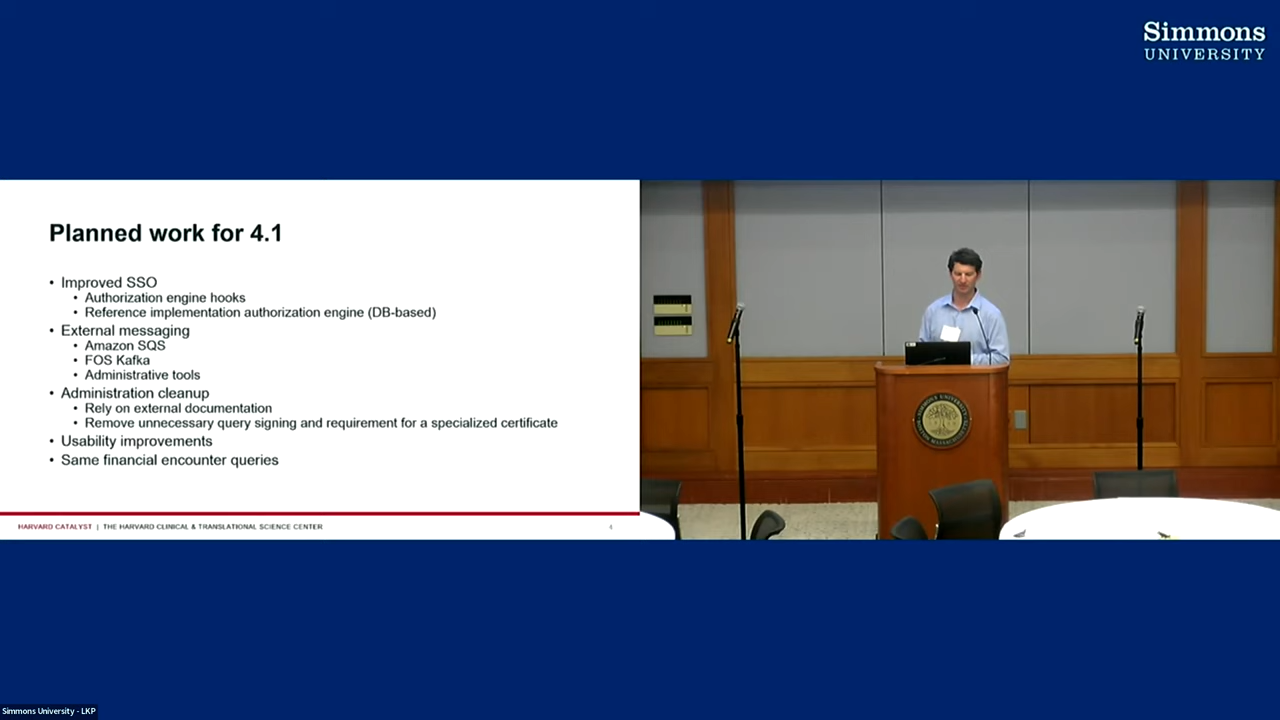 Simmons
UNIVERSITY
Planned work for 4.1
• Improved SSO
• Authorization engine hooks
• Reference implementation authorization engine (DB-based)
• External messaging
• Amazon SQS
• FOS Kafka
• Administrative tools
• Administration cleanup
• Rely on external documentation
• Remove unnecessary query signing and requirement for a specialized certificate
• Usability improvements
• Same financial encounter queries
HARVARD CATALYST | THE HARVARD CLINICAL & TRANSLATIONAL SCIENCE CENTER
Simmons University - LKP